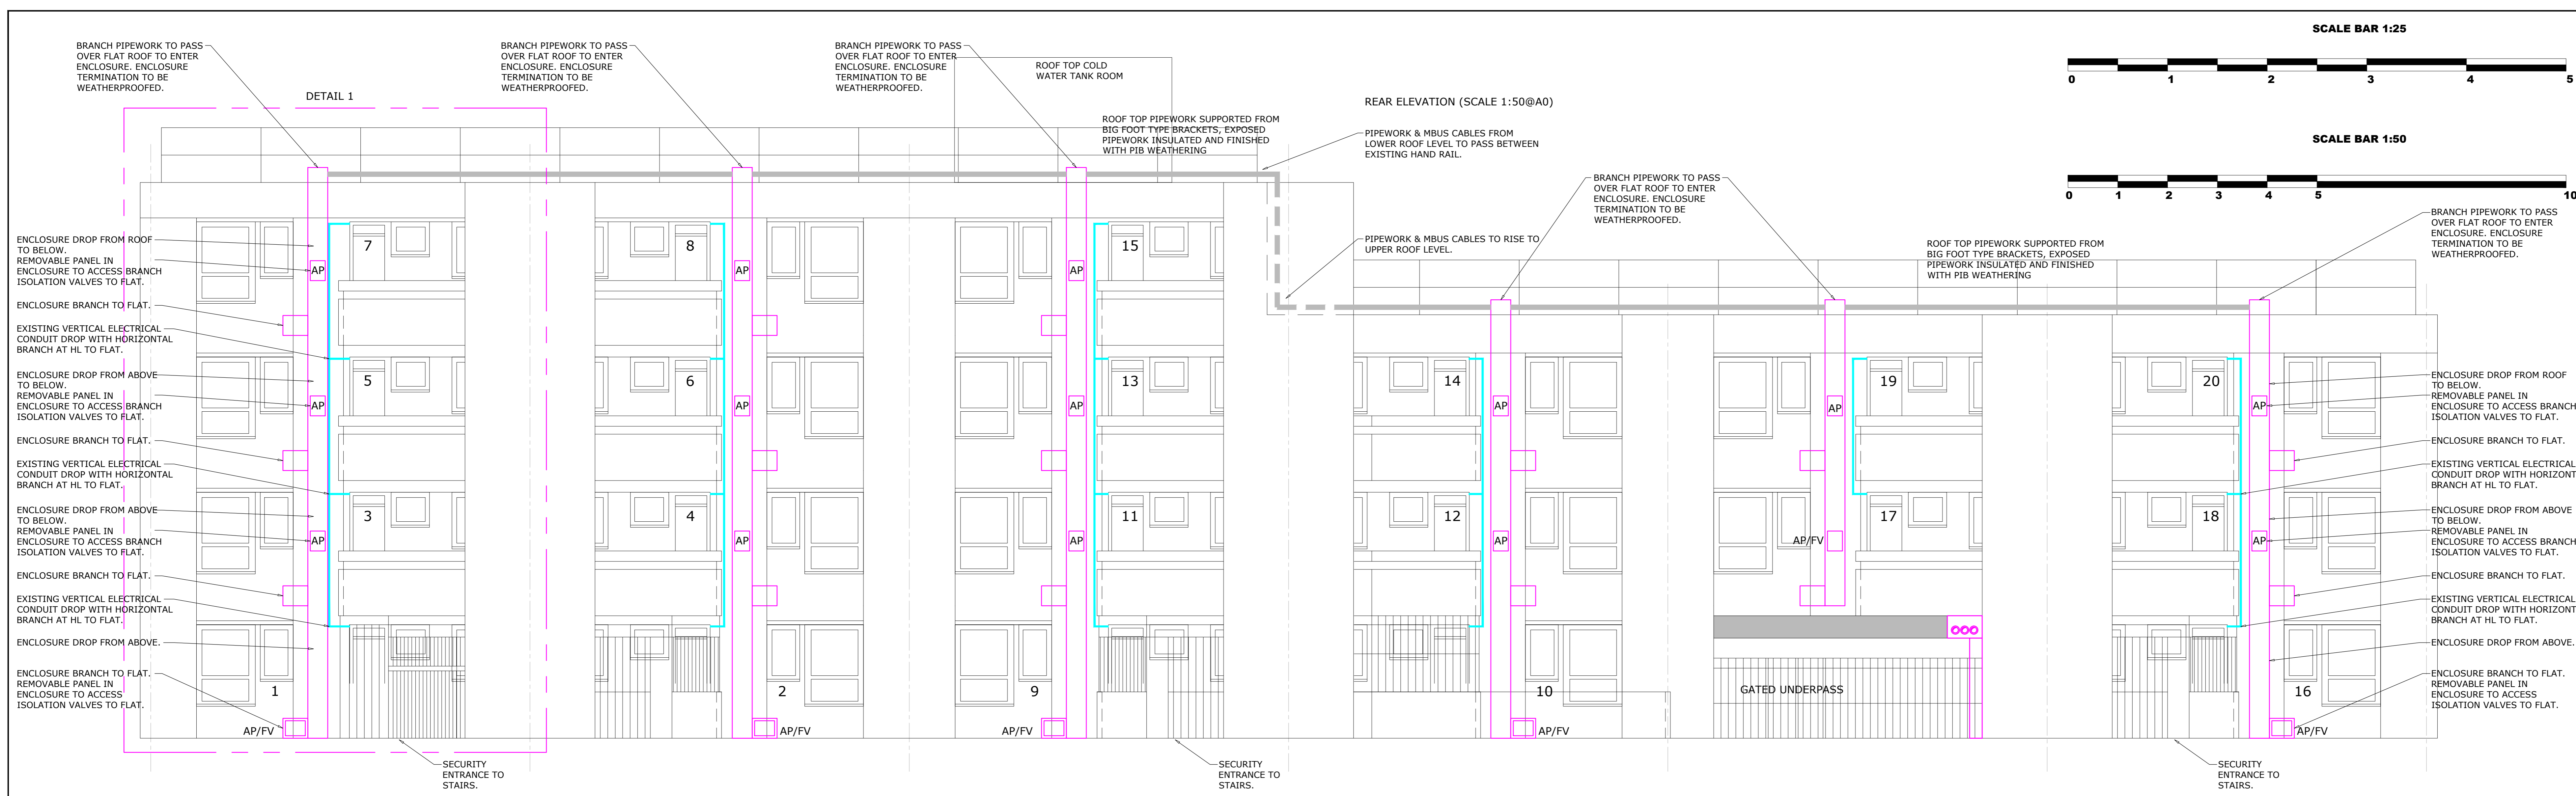 SCALE BAR 1:25
0 1 2 3 4 5
SCALE BAR 1:50
0 1 2 3 4 5 10
BRANCH PIPEWORK TO PASS
OVER FLAT ROOF TO ENTER
ENCLOSURE. ENCLOSURE
TERMINATION TO BE
WEATHERPROOFED.
BRANCH PIPEWORK TO PASS
OVER FLAT ROOF TO ENTER
ENCLOSURE. ENCLOSURE
TERMINATION TO BE
WEATHERPROOFED.
BRANCH PIPEWORK TO PASS
OVER FLAT ROOF TO ENTER
ENCLOSURE. ENCLOSURE
TERMINATION TO BE
WEATHERPROOFED.
ROOF TOP COLD
WATER TANK ROOM
DETAIL 1
REAR ELEVATION (SCALE 1:50@A0)
ROOF TOP PIPEWORK SUPPORTED FROM
BIG FOOT TYPE BRACKETS, EXPOSED
PIPEWORK INSULATED AND FINISHED
WITH PIB WEATHERING
PIPEWORK & MBUS CABLES FROM
LOWER ROOF LEVEL TO PASS BETWEEN
EXISTING HAND RAIL.
BRANCH PIPEWORK TO PASS
OVER FLAT ROOF TO ENTER
ENCLOSURE. ENCLOSURE
TERMINATION TO BE
WEATHERPROOFED.
BRANCH PIPEWORK TO PASS
OVER FLAT ROOF TO ENTER
ENCLOSURE. ENCLOSURE
TERMINATION TO BE
WEATHERPROOFED.
PIPEWORK & MBUS CABLES TO RISE TO
UPPER ROOF LEVEL.
ROOF TOP PIPEWORK SUPPORTED FROM
BIG FOOT TYPE BRACKETS, EXPOSED
PIPEWORK INSULATED AND FINISHED
WITH PIB WEATHERING
ENCLOSURE DROP FROM ROOF
TO BELOW.
REMOVABLE PANEL IN
ENCLOSURE TO ACCESS BRANCH
ISOLATION VALVES TO FLAT.
ENCLOSURE BRANCH TO FLAT.
EXISTING VERTICAL ELECTRICAL
CONDUIT DROP WITH HORIZONTAL
BRANCH AT HL TO FLAT.
ENCLOSURE DROP FROM ABOVE
TO BELOW.
REMOVABLE PANEL IN
ENCLOSURE TO ACCESS BRANCH
ISOLATION VALVES TO FLAT.
ENCLOSURE BRANCH TO FLAT.
EXISTING VERTICAL ELECTRICAL
CONDUIT DROP WITH HORIZONTAL
BRANCH AT HL TO FLAT.
ENCLOSURE DROP FROM ABOVE
TO BELOW.
REMOVABLE PANEL IN
ENCLOSURE TO ACCESS BRANCH
ISOLATION VALVES TO FLAT.
ENCLOSURE BRANCH TO FLAT.
EXISTING VERTICAL ELECTRICAL
CONDUIT DROP WITH HORIZONTAL
BRANCH AT HL TO FLAT.
ENCLOSURE DROP FROM ABOVE.
ENCLOSURE BRANCH TO FLAT.
REMOVABLE PANEL IN
ENCLOSURE TO ACCESS
ISOLATION VALVES TO FLAT.
7 8 15
AP AP AP
5 6 13 14 19 20
AP AP AP AP AP AP
3 4 11 12 17 18
AP AP AP AP AP/FV AP
1 2 9 10 GATED UNDERPASS 16
AP/FV AP/FV AP/FV AP/FV AP/FV
SECURITY
ENTRANCE TO
STAIRS.
SECURITY
ENTRANCE TO
STAIRS.
SECURITY
ENTRANCE TO
STAIRS.
ENCLOSURE DROP FROM ROOF
TO BELOW.
REMOVABLE PANEL IN
ENCLOSURE TO ACCESS BRANCH
ISOLATION VALVES TO FLAT.
ENCLOSURE BRANCH TO FLAT.
EXISTING VERTICAL ELECTRICAL
CONDUIT DROP WITH HORIZONT
BRANCH AT HL TO FLAT.
ENCLOSURE DROP FROM ABOVE
TO BELOW.
REMOVABLE PANEL IN
ENCLOSURE TO ACCESS BRANCH
ISOLATION VALVES TO FLAT.
ENCLOSURE BRANCH TO FLAT.
EXISTING VERTICAL ELECTRICAL
CONDUIT DROP WITH HORIZONT
BRANCH AT HL TO FLAT.
ENCLOSURE DROP FROM ABOVE.
ENCLOSURE BRANCH TO FLAT.
REMOVABLE PANEL IN
ENCLOSURE TO ACCESS
ISOLATION VALVES TO FLAT.